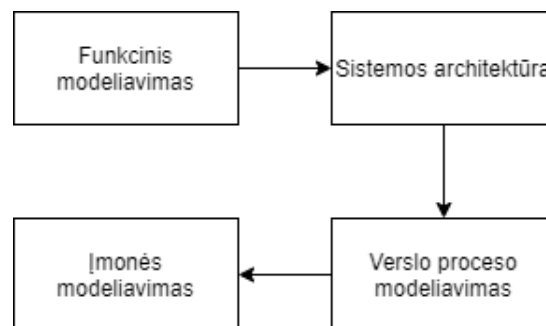 Funkcinis
modeliavimas
Sistemos architektūra
Įmonės
modeliavimas
Verslo proceso
modeliavimas